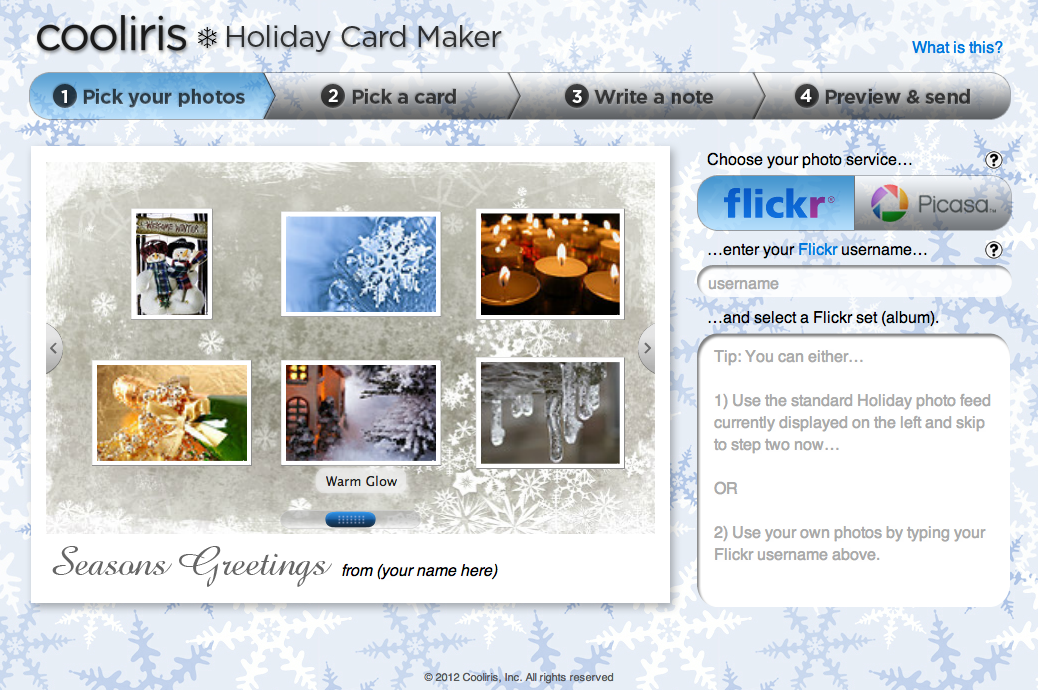 cooliris Holiday Card Maker
What is this?
1 Pick your photos
2 Pick a card
3 Write a note
4 Preview & send
WELCOME WINTER
Warm Glow
Seasons Greetings from (your name here)
Choose your photo service…
?
flickr®
Picasa™
…enter your Flickr username…
?
username
…and select a Flickr set (album).
Tip: You can either…
1) Use the standard Holiday photo feed
currently displayed on the left and skip
to step two now…
OR
2) Use your own photos by typing your
Flickr username above.
© 2012 Cooliris, Inc. All rights reserved